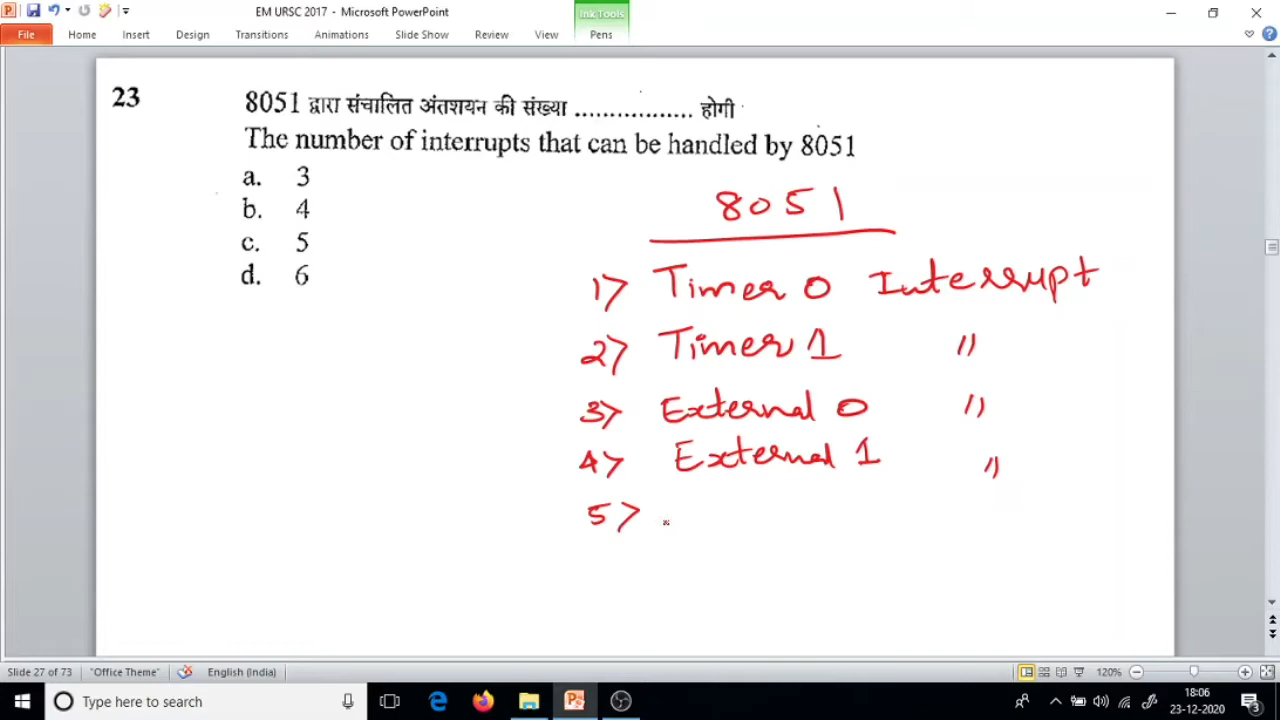 EM URSC 2017 - Microsoft PowerPoint
Ink Tools
File Home Insert Design Transitions Animations Slide Show Review View Pens
23
8051 द्वारा संचालित अंतशयन की संख्या ................. होगी
The number of interrupts that can be handled by 8051
a. 3
b. 4
c. 5
d. 6
8051
1> Timer 0 Interrupt
2> Timer 1 "
3> External 0 "
4> External 1 "
5>
Slide 27 of 73 "Office Theme" English (India) 120%
Type here to search
18:06
23-12-2020
3